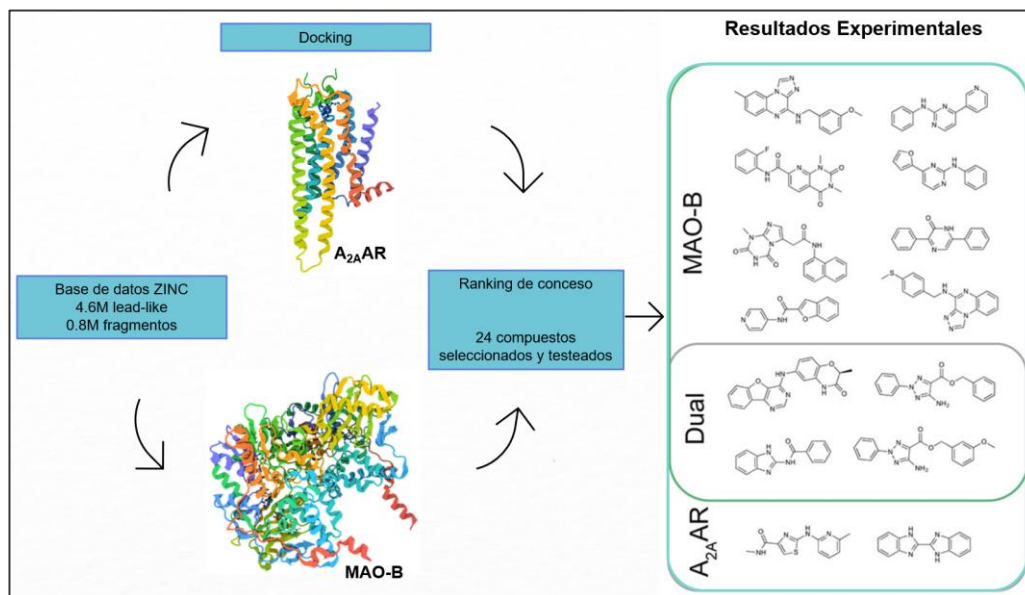 Docking
Resultados Experimentales
A2AAR
Base de datos ZINC
4.6M lead-like
0.8M fragmentos
Ranking de conceso
24 compuestos
seleccionados y testeados
MAO-B
MAO-B
Dual
A2AAR